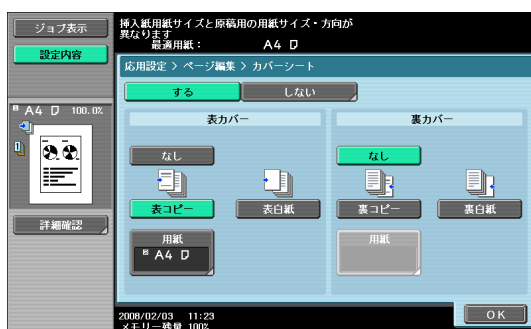 ジョブ表示
設定内容
挿入紙用紙サイズと原稿用の用紙サイズ・方向が
異なります
最適用紙： A4
応用設定 > ページ編集 > カバーシート
する
しない
A4 100.0%
表カバー
裏カバー
なし
なし
表コピー
表白紙
裏コピー
裏白紙
詳細確認
用紙
A4
用紙
2008/02/03 11:23
メモリー残量 100%
OK